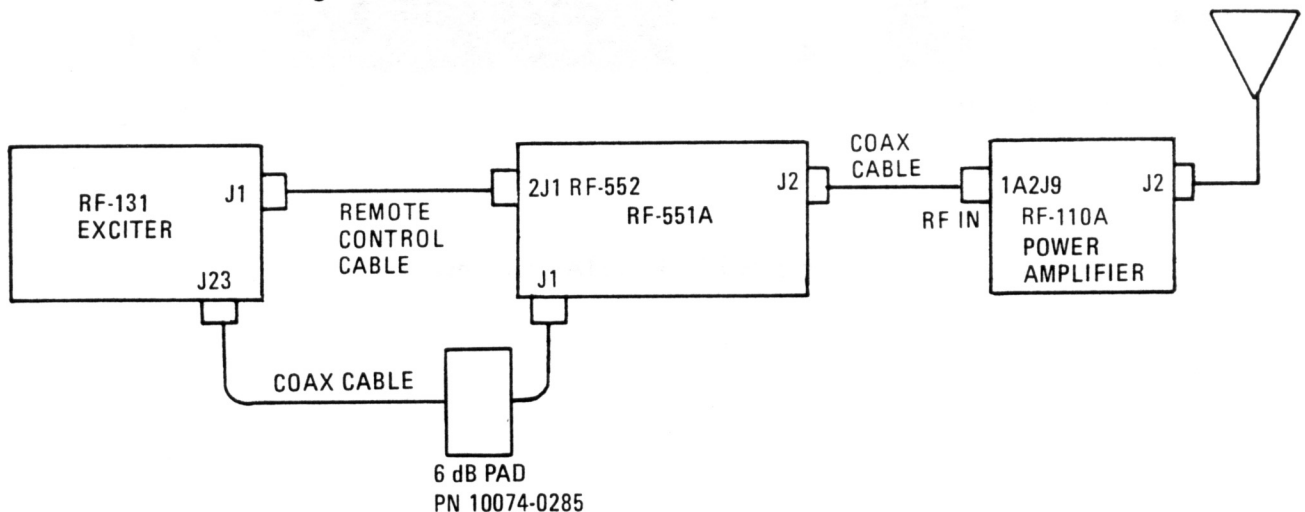 RF-131
EXCITER
J1
J23
REMOTE
CONTROL
CABLE
2J1 RF-552
RF-551A
J2
J1
COAX
CABLE
RF IN
1A2J9
J2
RF-110A
POWER
AMPLIFIER
COAX CABLE
6 dB PAD
PN 10074-0285